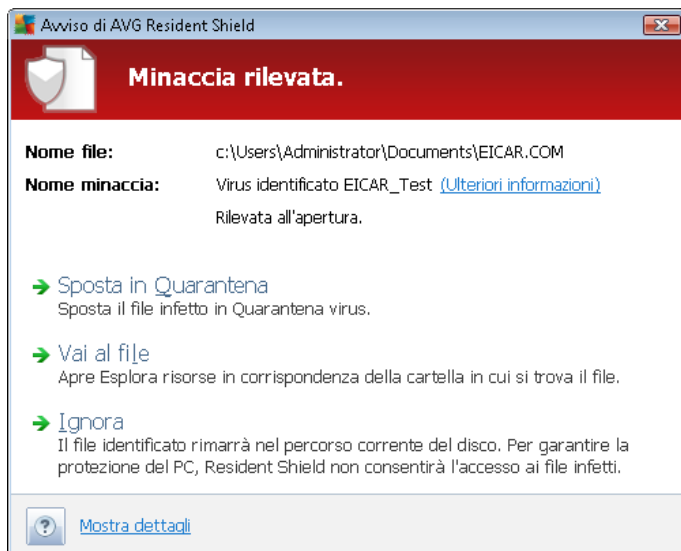 Avviso di AVG Resident Shield
Minaccia rilevata.
Nome file: c:\Users\Administrator\Documents\EICAR.COM
Nome minaccia: Virus identificato EICAR_Test (Ulteriori informazioni)
Rilevata all'apertura.
Sposta in Quarantena
Sposta il file infetto in Quarantena virus.
Vai al file
Apre Esplora risorse in corrispondenza della cartella in cui si trova il file.
Ignora
Il file identificato rimarrà nel percorso corrente del disco. Per garantire la
protezione del PC, Resident Shield non consentirà l'accesso ai file infetti.
? Mostra dettagli